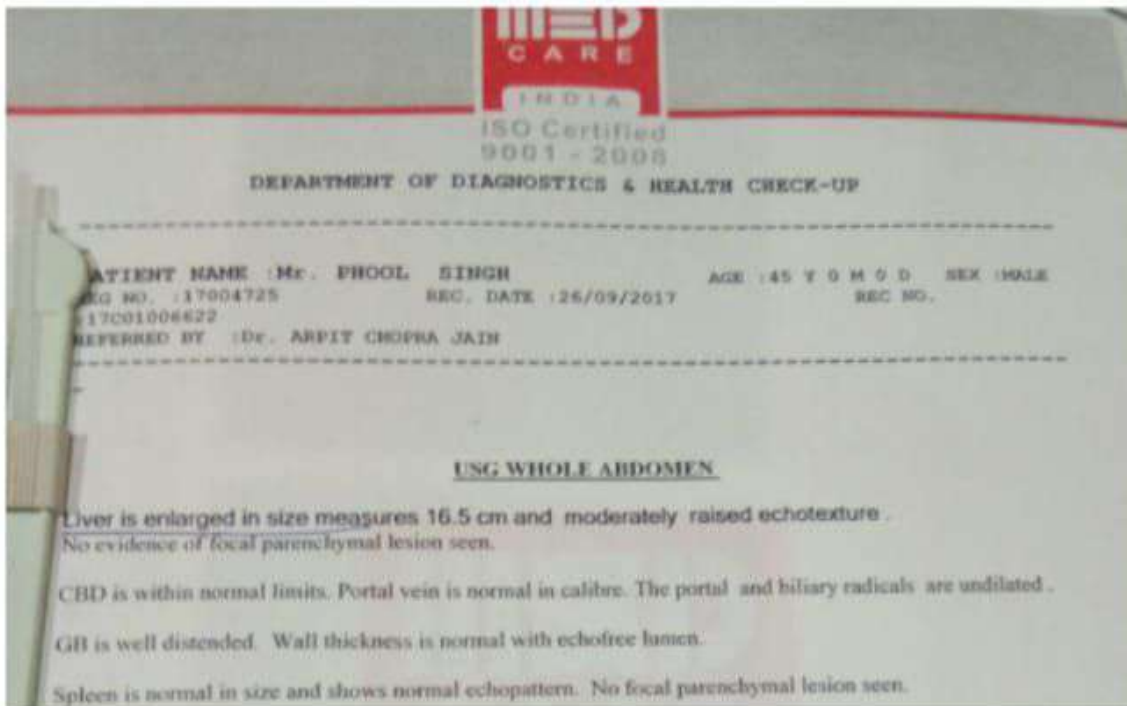 MED
CARE
INDIA
ISO Certified
9001 - 2008
DEPARTMENT OF DIAGNOSTICS & HEALTH CHECK-UP
ATIENT NAME :Mr. PHOOL SINGH AGE :45 Y 0 M 0 D SEX :MALE
EG NO. :17004725 REC. DATE :26/09/2017 REC NO.
:17C01006622
REFERRED BY :Dr. ARPIT CHOPRA JAIN
USG WHOLE ABDOMEN
Liver is enlarged in size measures 16.5 cm and moderately raised echotexture .
No evidence of focal parenchymal lesion seen.
CBD is within normal limits. Portal vein is normal in calibre. The portal and biliary radicals are undilated .
GB is well distended. Wall thickness is normal with echofree lumen.
Spleen is normal in size and shows normal echopattern. No focal parenchymal lesion seen.